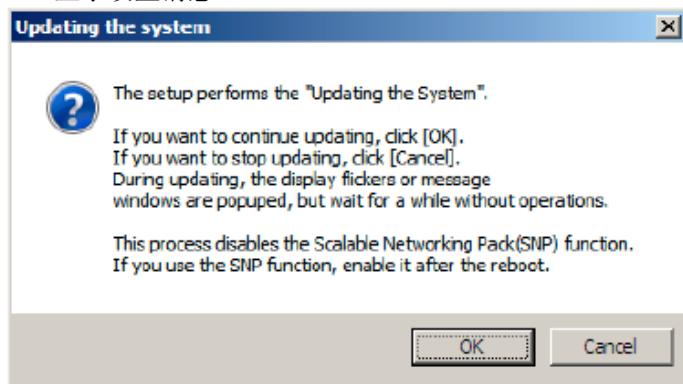 Updating the system
The setup performs the "Updating the System".
If you want to continue updating, click [OK].
If you want to stop updating, click [Cancel].
During updating, the display flickers or message
windows are popuped, but wait for a while without operations.
This process disables the Scalable Networking Pack(SNP) function.
If you use the SNP function, enable it after the reboot.
OK
Cancel